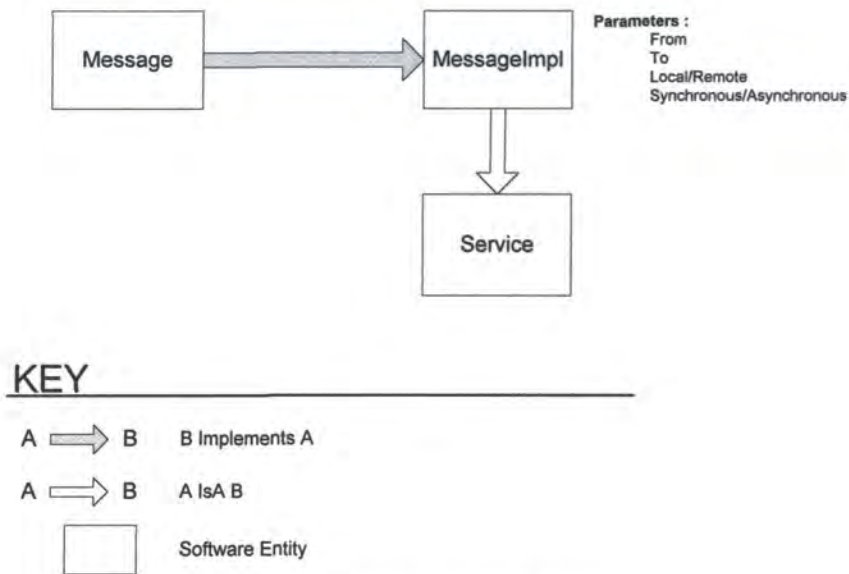 Message
MessageImpl
Parameters :
From
To
Local/Remote
Synchronous/Asynchronous
Service
KEY
A B B Implements A
A B A IsA B
Software Entity